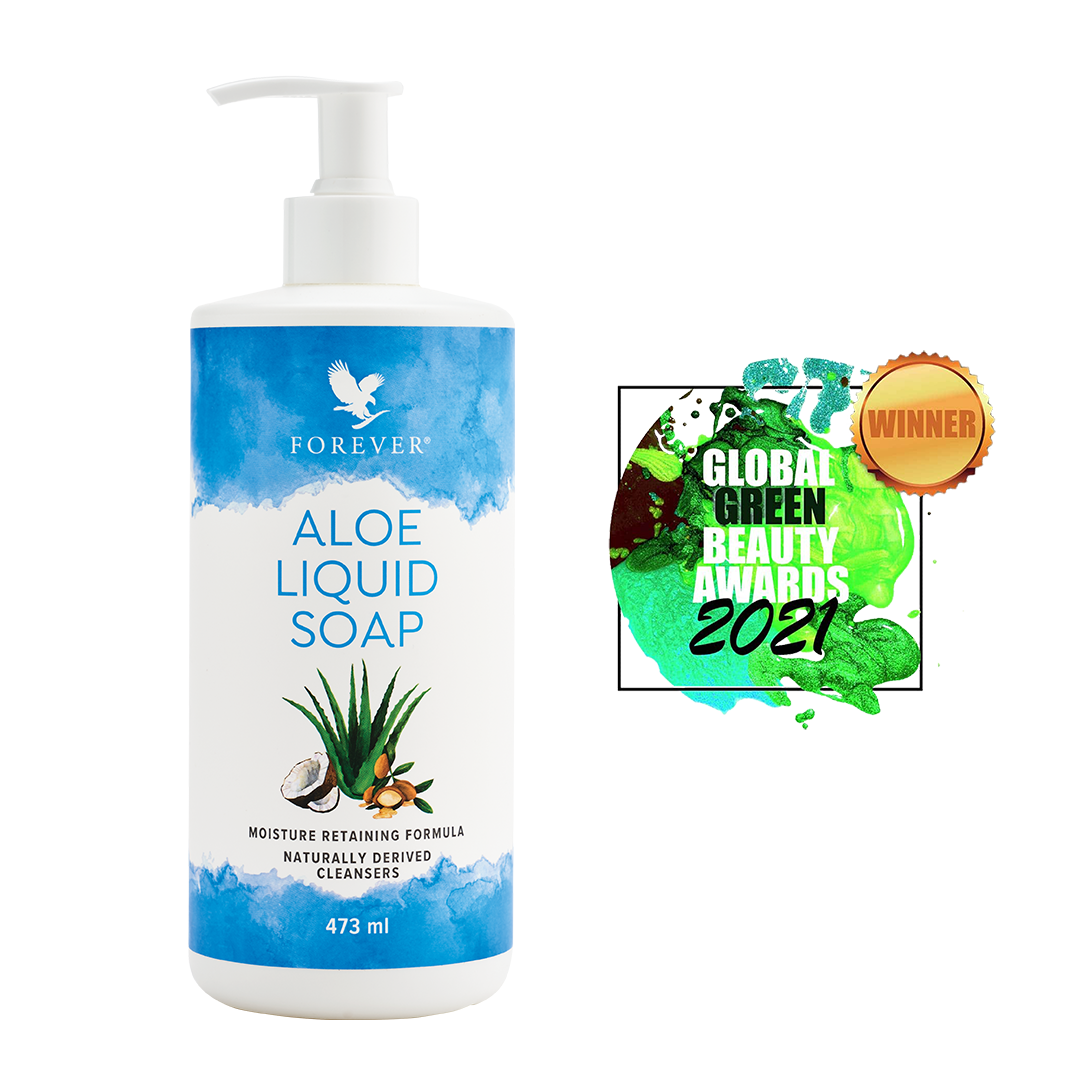 FOREVER®
ALOE
LIQUID
SOAP
MOISTURE RETAINING FORMULA
NATURALLY DERIVED
CLEANSERS
473 ml
WINNER
GLOBAL
GREEN
BEAUTY
AWARDS
2021